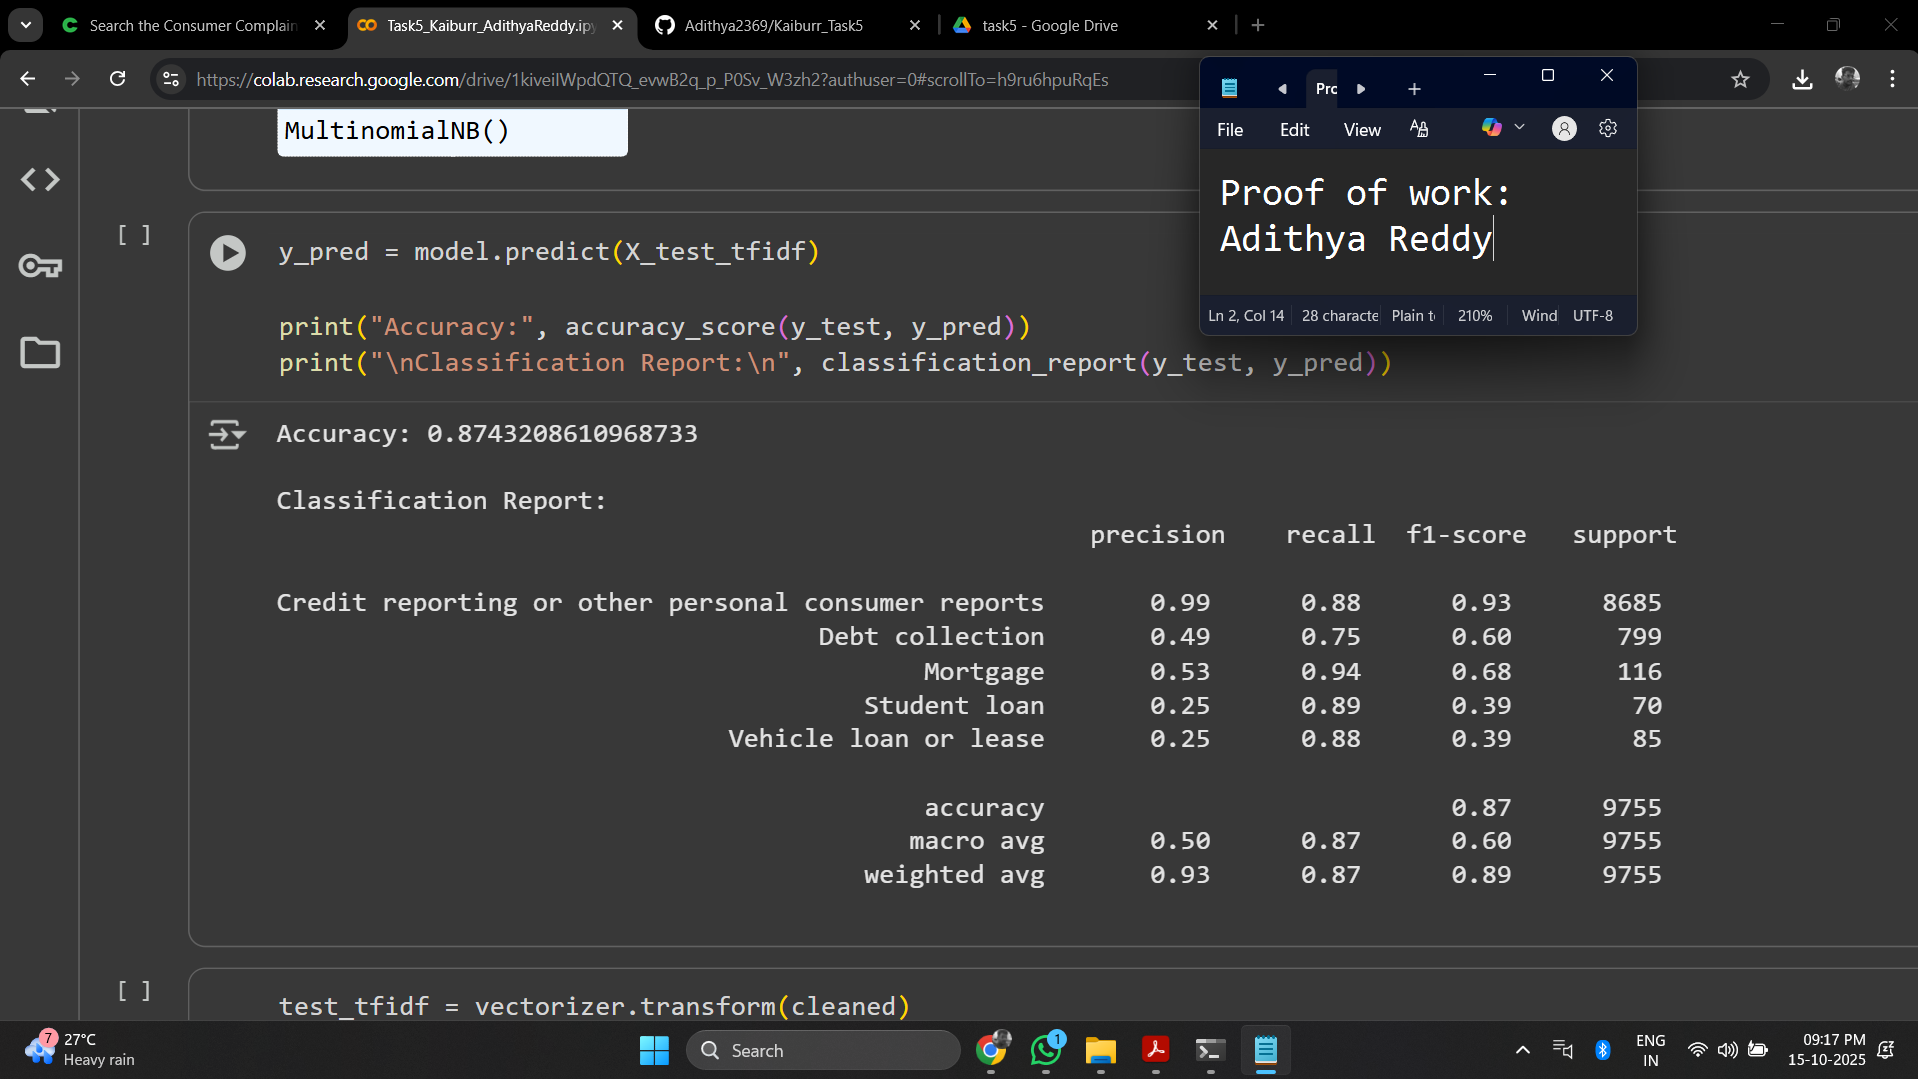 Search the Consumer Complain
Task5_Kaiburr_AdithyaReddy.ipy
Adithya2369/Kaiburr_Task5
task5 - Google Drive
https://colab.research.google.com/drive/1kiveiIWpdQTQ_evwB2q_p_P0Sv_W3zh2?authuser=0#scrollTo=h9ru6hpuRqEs
Pro
File Edit View
Proof of work:
Adithya Reddy
Ln 2, Col 14 28 characte Plain t 210% Wind UTF-8
MultinomialNB()
[ ]
y_pred = model.predict(X_test_tfidf)
print("Accuracy:", accuracy_score(y_test, y_pred))
print("\nClassification Report:\n", classification_report(y_test, y_pred))
Accuracy: 0.8743208610968733
Classification Report:
precision recall f1-score support
Credit reporting or other personal consumer reports 0.99 0.88 0.93 8685
Debt collection 0.49 0.75 0.60 799
Mortgage 0.53 0.94 0.68 116
Student loan 0.25 0.89 0.39 70
Vehicle loan or lease 0.25 0.88 0.39 85
accuracy 0.87 9755
macro avg 0.50 0.87 0.60 9755
weighted avg 0.93 0.87 0.89 9755
[ ]
test_tfidf = vectorizer.transform(cleaned)
7
27°C
Heavy rain
Search
1
ENG
IN
09:17 PM
15-10-2025